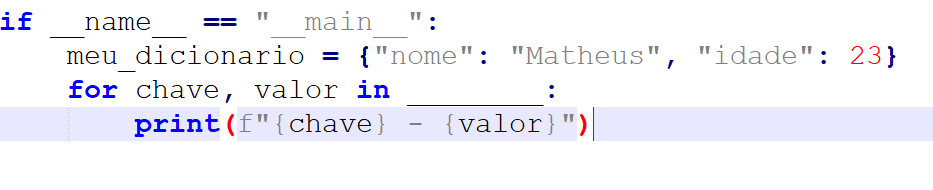 if __name__ == "__main__":
    meu_dicionario = {"nome": "Matheus", "idade": 23}
    for chave, valor in ________:
        print(f"{chave} - {valor}")